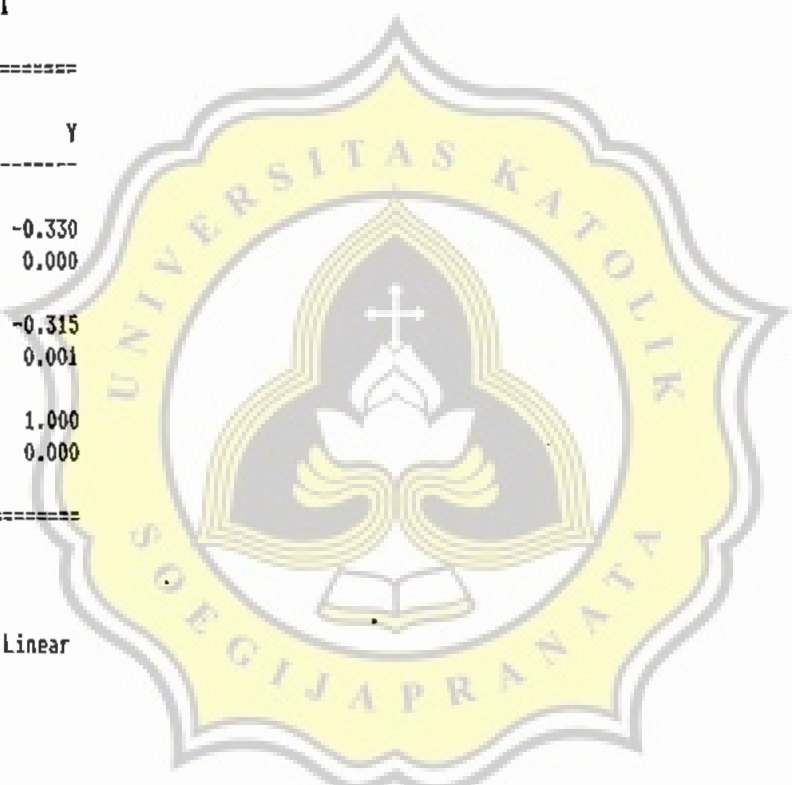 =======
Y
-------
-0.330
0.000
-0.315
0.001
1.000
0.000
=======
Linear
UNIVERSITAS KATOLIK
SOEGIJAPRANATA